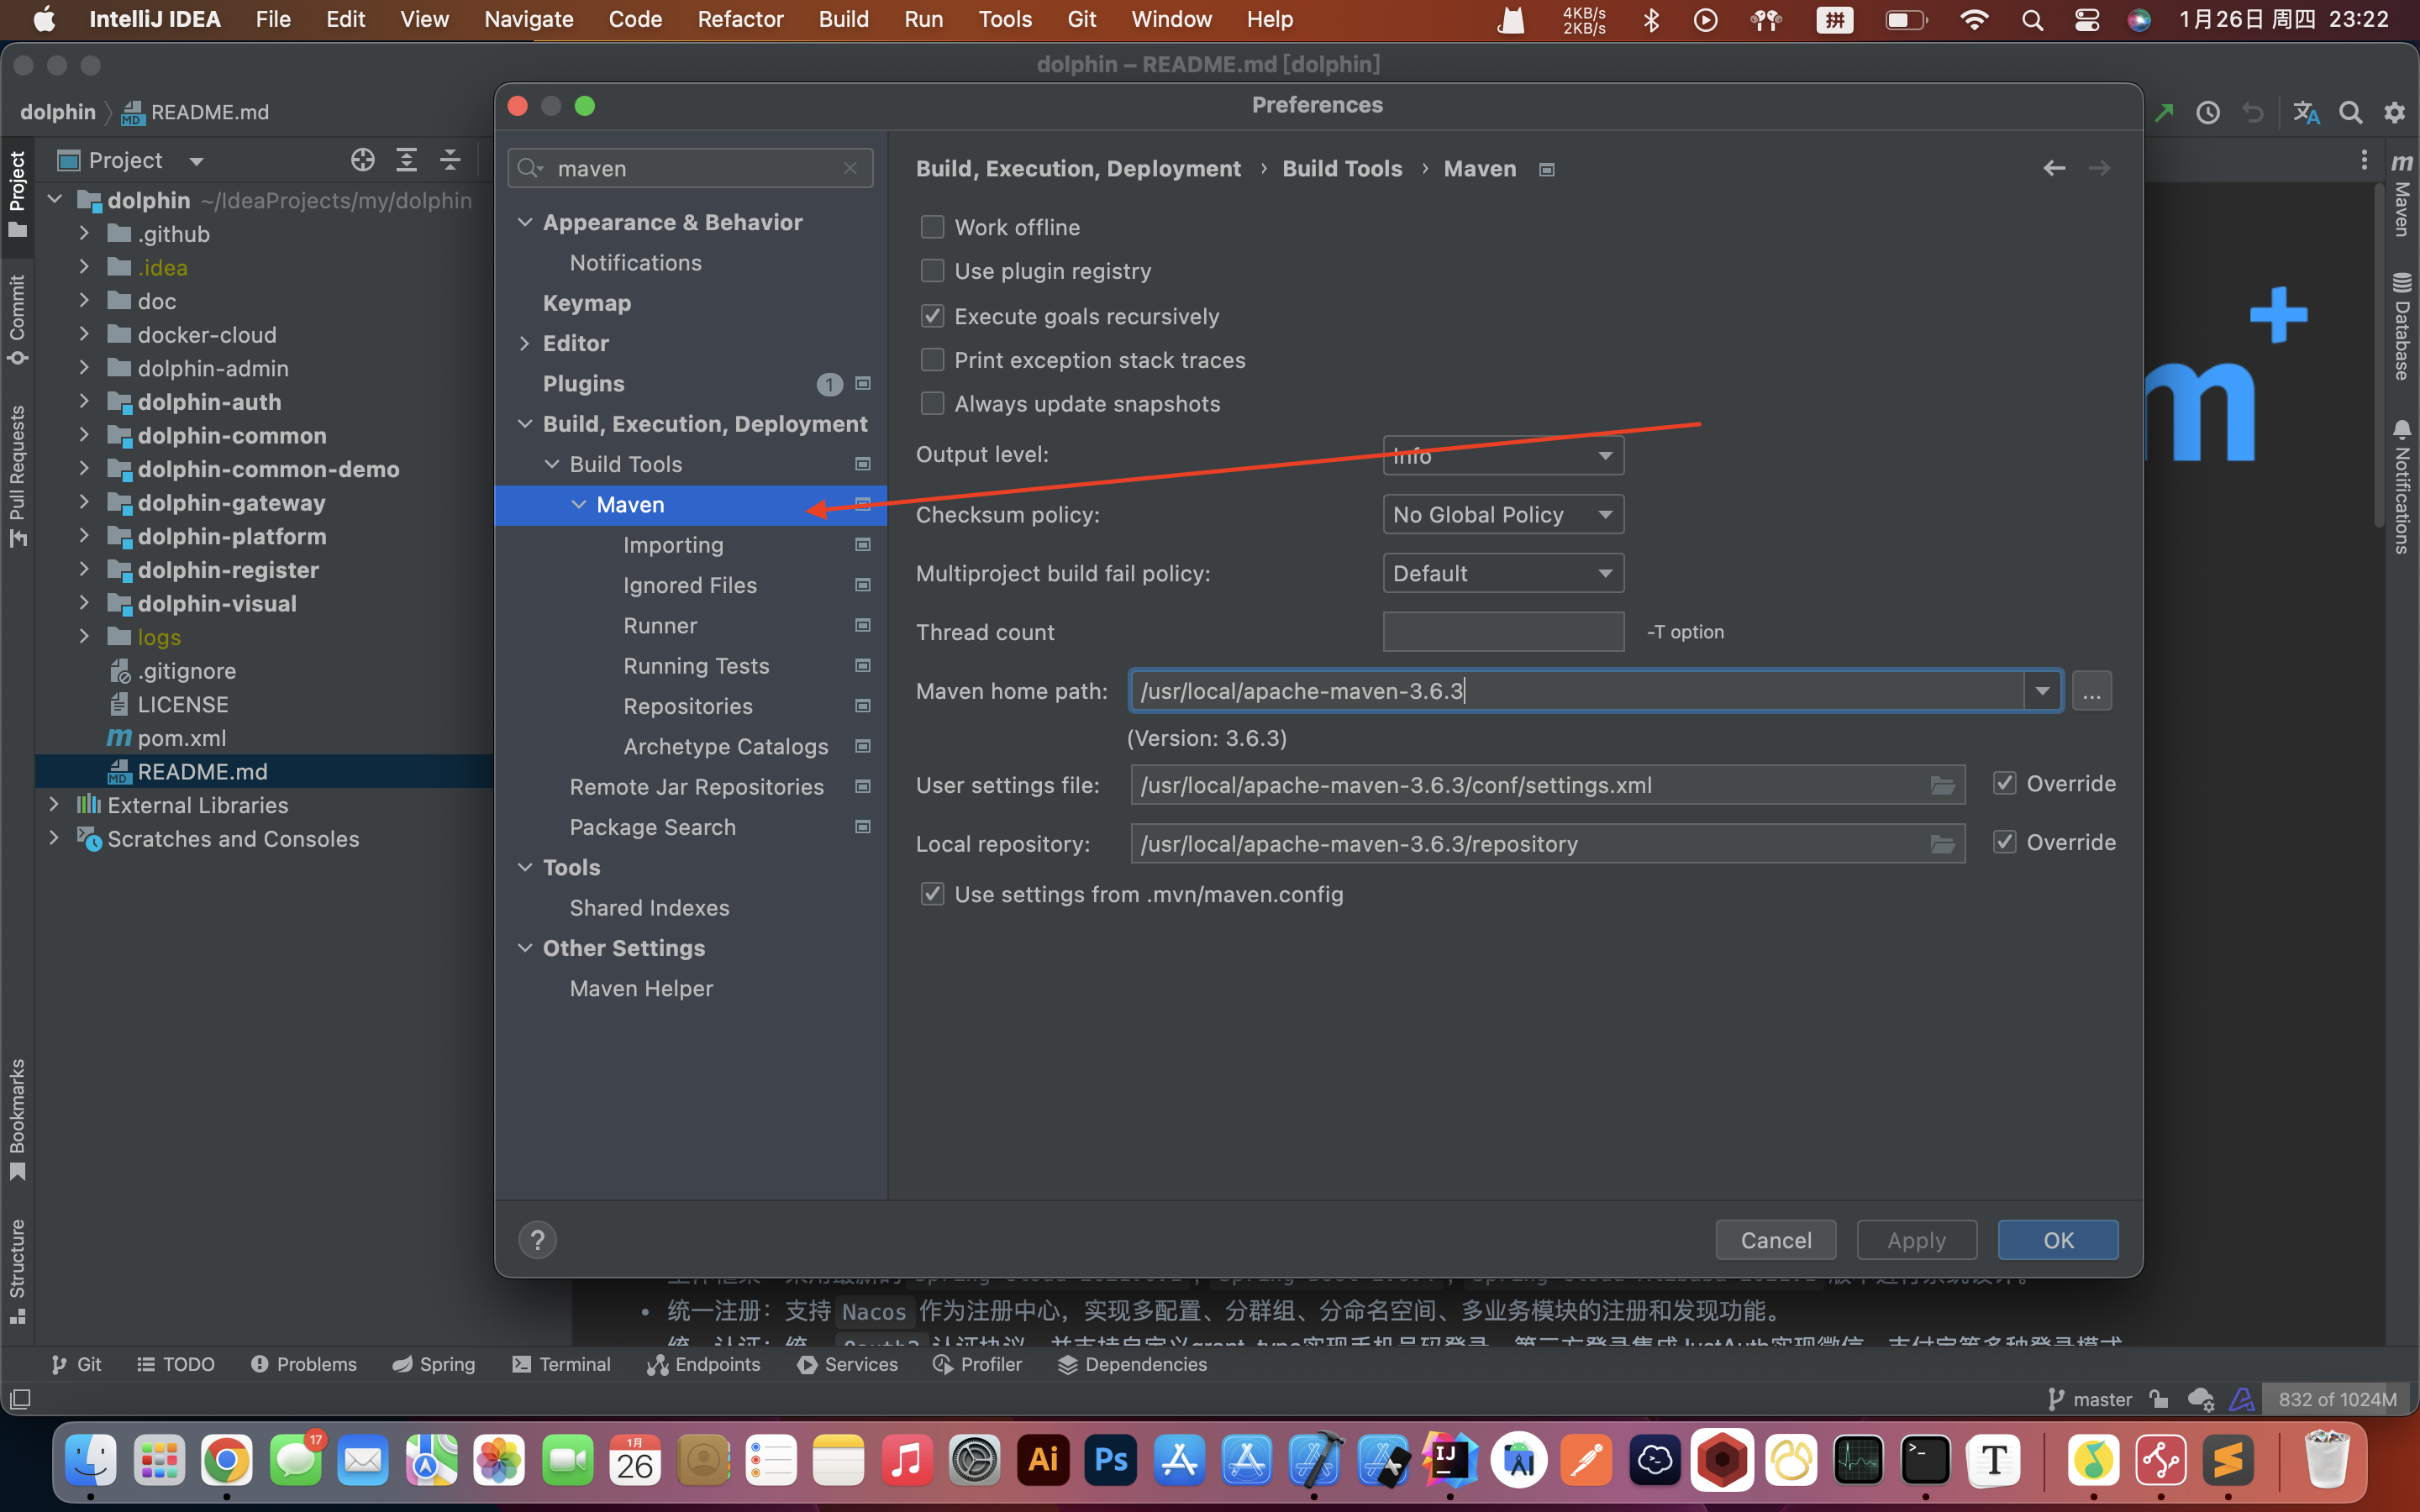 IntelliJ IDEA File Edit View Navigate Code Refactor Build Run Tools Git Window Help 4KB/s 2KB/s 拼 1月26日 周四 23:22
dolphin – README.md [dolphin]
dolphin README.md
Project
dolphin ~/IdeaProjects/my/dolphin
.github
.idea
doc
docker-cloud
dolphin-admin
dolphin-auth
dolphin-common
dolphin-common-demo
dolphin-gateway
dolphin-platform
dolphin-register
dolphin-visual
logs
.gitignore
LICENSE
pom.xml
README.md
External Libraries
Scratches and Consoles
Project
Commit
Pull Requests
Bookmarks
Structure
Preferences
maven
Appearance & Behavior
Notifications
Keymap
Editor
Plugins 1
Build, Execution, Deployment
Build Tools
Maven
Importing
Ignored Files
Runner
Running Tests
Repositories
Archetype Catalogs
Remote Jar Repositories
Package Search
Tools
Shared Indexes
Other Settings
Maven Helper
Build, Execution, Deployment › Build Tools › Maven
Work offline
Use plugin registry
Execute goals recursively
Print exception stack traces
Always update snapshots
Output level: Info
Checksum policy: No Global Policy
Multiproject build fail policy: Default
Thread count -T option
Maven home path: /usr/local/apache-maven-3.6.3 ...
(Version: 3.6.3)
User settings file: /usr/local/apache-maven-3.6.3/conf/settings.xml Override
Local repository: /usr/local/apache-maven-3.6.3/repository Override
Use settings from .mvn/maven.config
? Cancel Apply OK
m+
m Maven
Database
Notifications
• 统一注册：支持 Nacos 作为注册中心，实现多配置、分群组、分命名空间、多业务模块的注册和发现功能。
Git TODO Problems Spring Terminal Endpoints Services Profiler Dependencies
master 832 of 1024M
17
1月
26
Ai
Ps
IJ
T